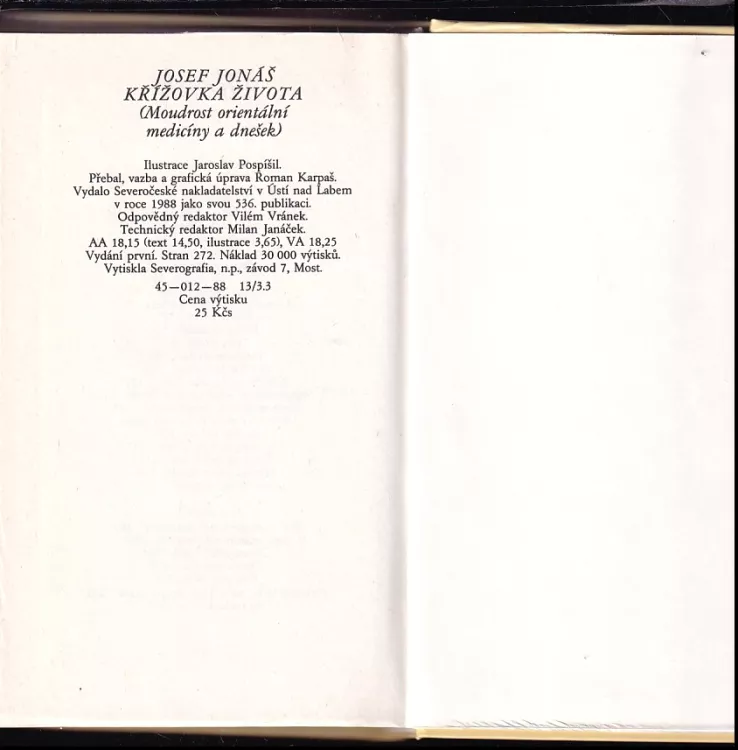 JOSEF JONÁŠ
KŘÍŽOVKA ŽIVOTA
(Moudrost orientální
medicíny a dnešek)
Ilustrace Jaroslav Pospíšil.
Přebal, vazba a grafická úprava Roman Karpaš.
Vydalo Severočeské nakladatelství v Ústí nad Labem
v roce 1988 jako svou 536. publikaci.
Odpovědný redaktor Vilém Vránek.
Technický redaktor Milan Janáček.
AA 18,15 (text 14,50, ilustrace 3,65), VA 18,25
Vydání první. Stran 272. Náklad 30 000 výtisků.
Vytiskla Severografia, n.p., závod 7, Most.
45—012—88 13/3.3
Cena výtisku
25 Kčs